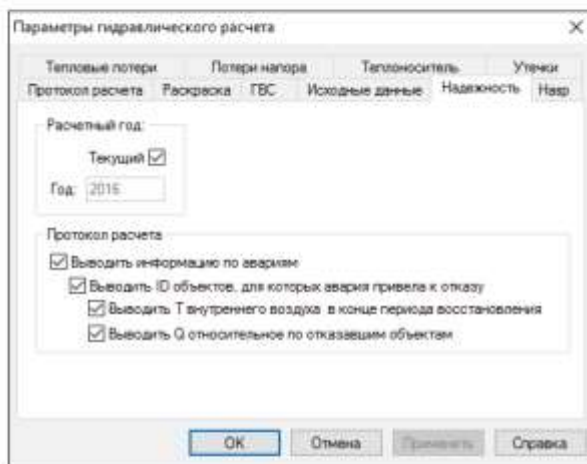 Параметры гидравлического расчета
Тепловые потери Потери напора Теплоноситель Утечки
Протокол расчета Раскраска ГВС Исходные данные Надежность Назр
Расчетный год:
Текущий
Год: 2016
Протокол расчета
Выводить информацию по авариям
Выводить ID объектов, для которых авария привела к отказу
Выводить T внутреннего воздуха в конце периода восстановления
Выводить Q относительное по отказавшим объектам
OK Отмена Применить Справка